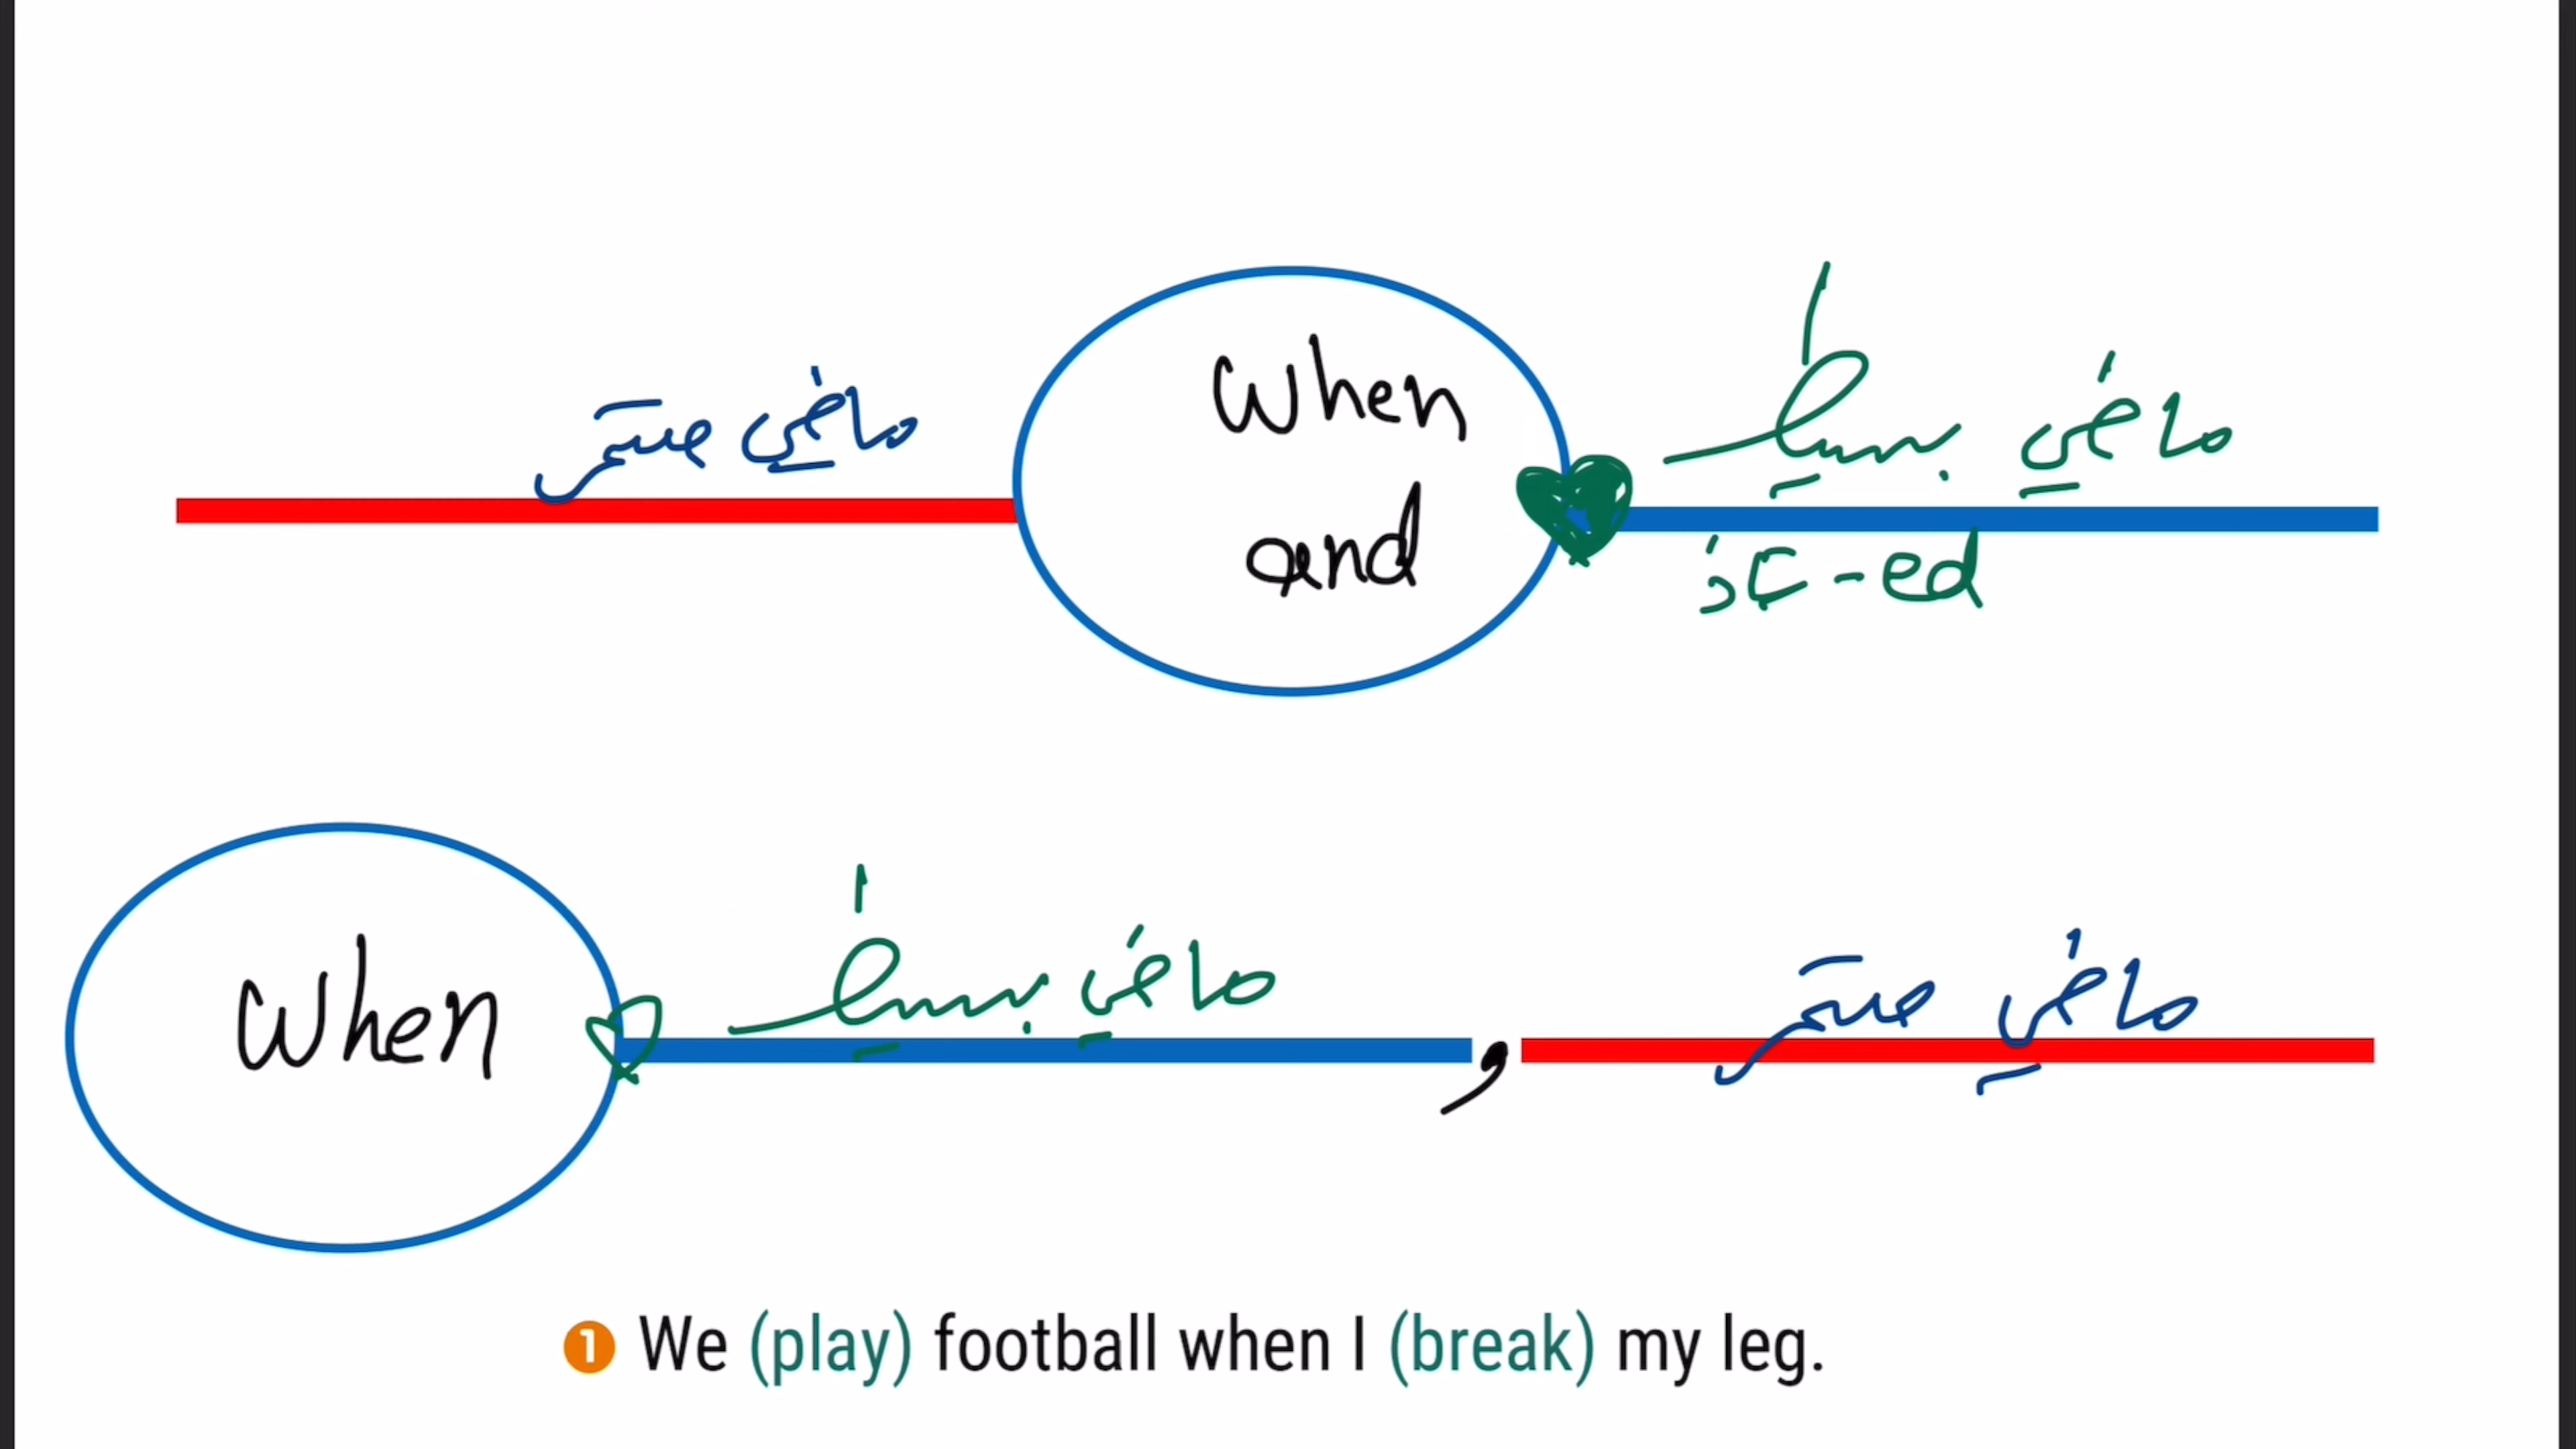 ماضي مستمر
When
and
ماضي بسيط
ed-
When
ماضي بسيط
,
ماضي مستمر
1 We (play) football when I (break) my leg.